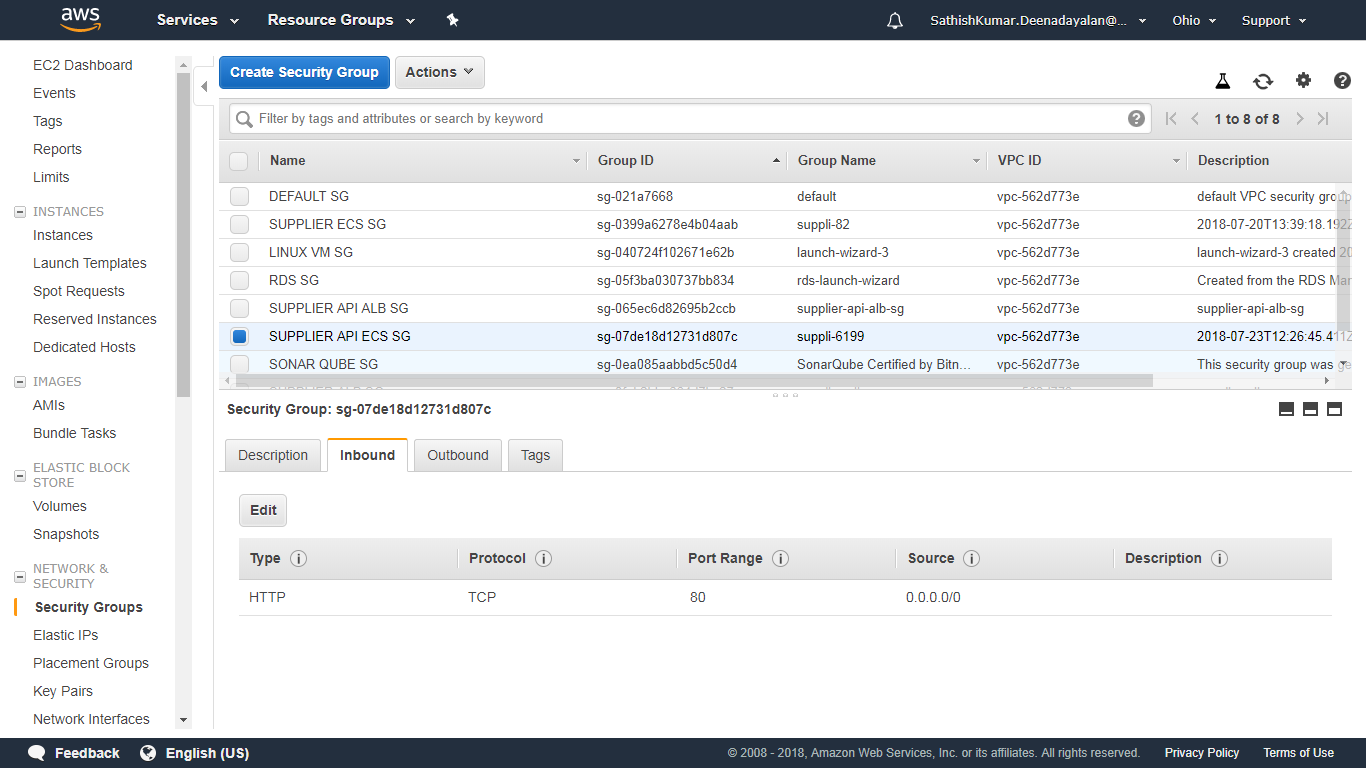 aws Services Resource Groups SathishKumar.Deenadayalan@... Ohio Support
EC2 Dashboard
Events
Tags
Reports
Limits
INSTANCES
Instances
Launch Templates
Spot Requests
Reserved Instances
Dedicated Hosts
IMAGES
AMIs
Bundle Tasks
ELASTIC BLOCK
STORE
Volumes
Snapshots
NETWORK &
SECURITY
Security Groups
Elastic IPs
Placement Groups
Key Pairs
Network Interfaces
Create Security Group Actions
Filter by tags and attributes or search by keyword 1 to 8 of 8
Name Group ID Group Name VPC ID Description
DEFAULT SG sg-021a7668 default vpc-562d773e default VPC security group
SUPPLIER ECS SG sg-0399a6278e4b04aab suppli-82 vpc-562d773e 2018-07-20T13:39:18.192Z
LINUX VM SG sg-040724f102671e62b launch-wizard-3 vpc-562d773e launch-wizard-3 created 20
RDS SG sg-05f3ba030737bb834 rds-launch-wizard vpc-562d773e Created from the RDS Man
SUPPLIER API ALB SG sg-065ec6d82695b2ccb supplier-api-alb-sg vpc-562d773e supplier-api-alb-sg
SUPPLIER API ECS SG sg-07de18d12731d807c suppli-6199 vpc-562d773e 2018-07-23T12:26:45.411Z
SONAR QUBE SG sg-0ea085aabbd5c50d4 SonarQube Certified by Bitn... vpc-562d773e This security group was ge
Security Group: sg-07de18d12731d807c
Description Inbound Outbound Tags
Edit
Type Protocol Port Range Source Description
HTTP TCP 80 0.0.0.0/0
Feedback English (US) © 2008 - 2018, Amazon Web Services, Inc. or its affiliates. All rights reserved. Privacy Policy Terms of Use